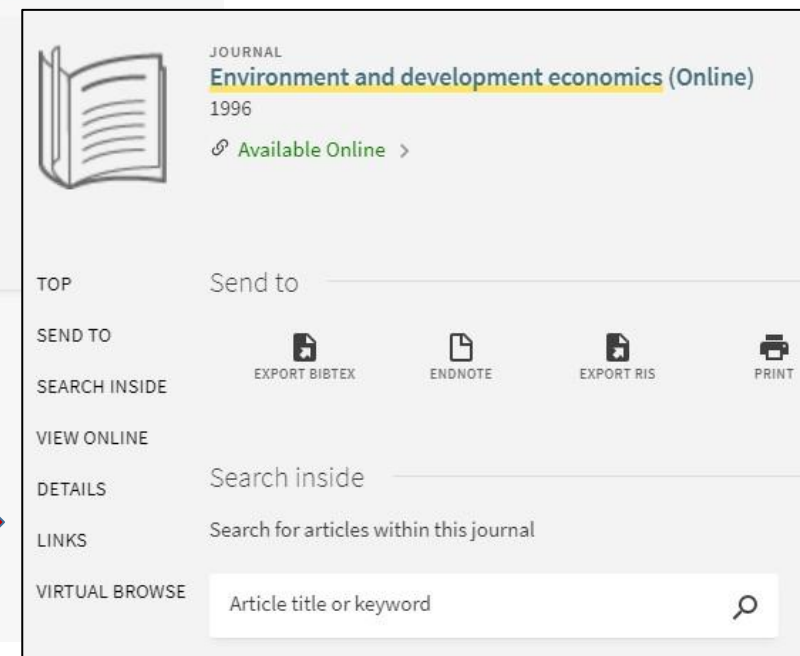 JOURNAL
Environment and development economics (Online)
1996
Available Online
TOP
SEND TO
SEARCH INSIDE
VIEW ONLINE
DETAILS
LINKS
VIRTUAL BROWSE
Send to
EXPORT BIBTEX
ENDNOTE
EXPORT RIS
PRINT
Search inside
Search for articles within this journal
Article title or keyword